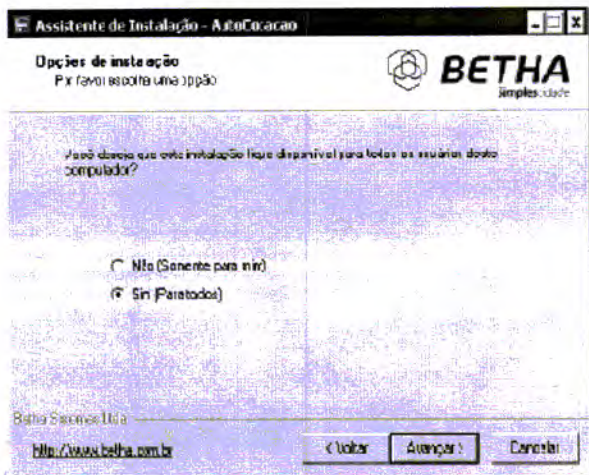 Assistente de Instalação - AutoCotacao
Opções de instalação
Por favor escolha uma opção
BETHA
Simplescidade
Você deseja que esta instalação fique disponível para todos os usuários deste
computador?
Não (Somente para mim)
Sim (Para todos)
Betha Sistemas Ltda
http://www.betha.com.br
< Voltar
Avançar >
Cancelar